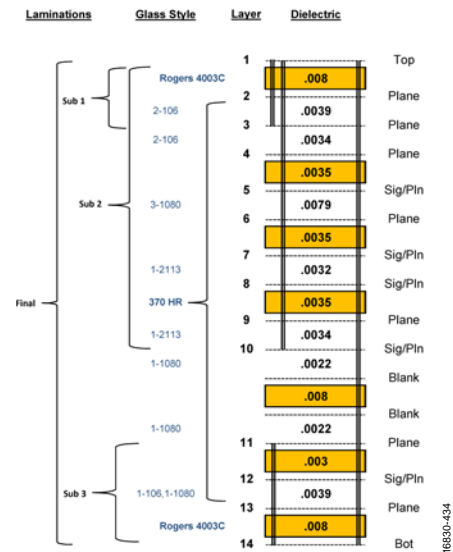 Laminations Glass Style Layer Dielectric
1 Top
Rogers 4003C .008
2 Plane
Sub 1 2-106 .0039
3 Plane
2-106 .0034
4 Plane
.0035
5 Sig/Pln
Sub 2 3-1080 .0079
6 Plane
.0035
7 Sig/Pln
1-2113 .0032
8 Sig/Pln
Final 370 HR .0035
9 Plane
1-2113 .0034
10 Sig/Pln
1-1080 .0022
Blank
.008
Blank
1-1080 .0022
11 Plane
.003
12 Sig/Pln
Sub 3 1-106,1-1080 .0039
13 Plane
Rogers 4003C .008
14 Bot
16830-434